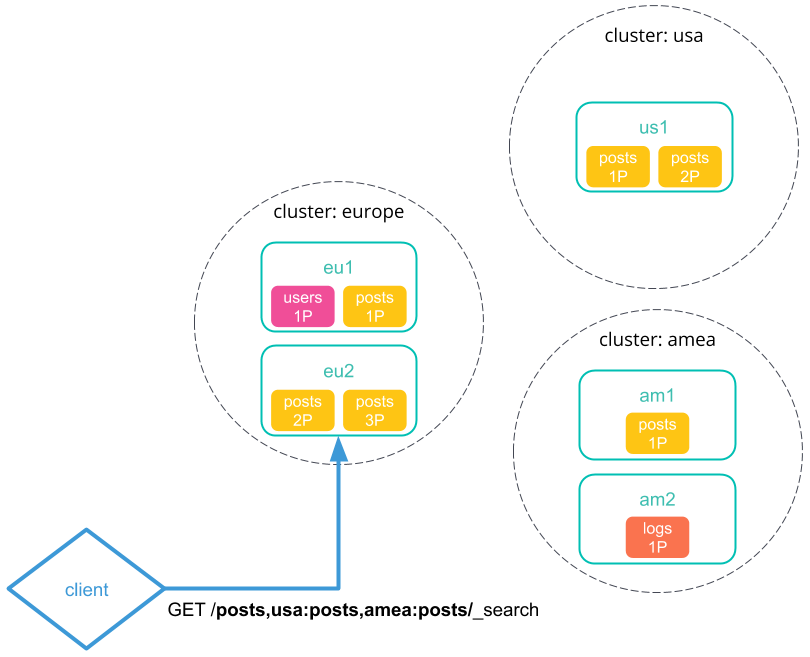 cluster: usa
us1
posts
1P
posts
2P
cluster: europe
eu1
users
1P
posts
1P
eu2
posts
2P
posts
3P
cluster: amea
am1
posts
1P
am2
logs
1P
client
GET /posts,usa:posts,amea:posts/_search